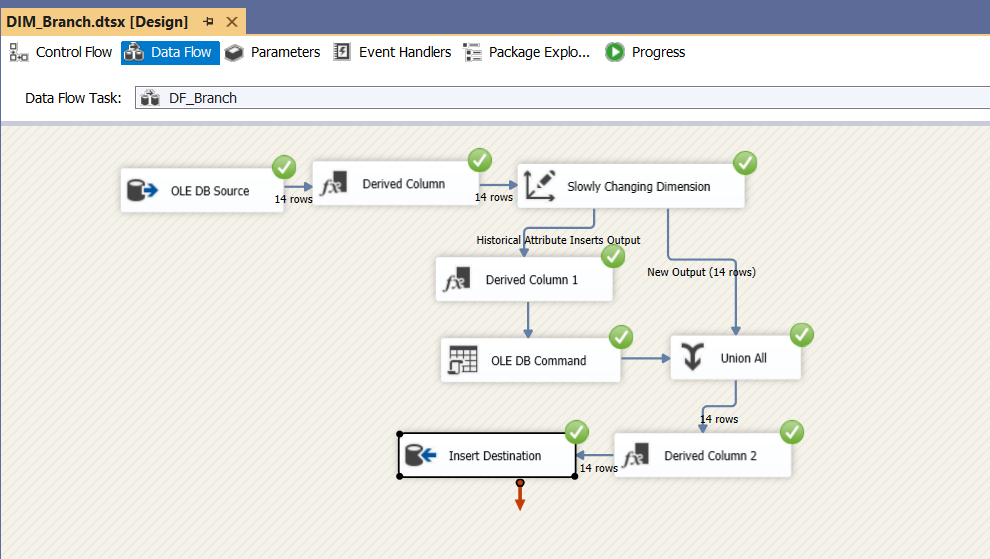 DIM_Branch.dtsx [Design]
Control Flow Data Flow Parameters Event Handlers Package Explo... Progress
Data Flow Task: DF_Branch
OLE DB Source
14 rows
Derived Column
14 rows
Slowly Changing Dimension
Historical Attribute Inserts Output
New Output (14 rows)
Derived Column 1
OLE DB Command
Union All
14 rows
Insert Destination
14 rows
Derived Column 2